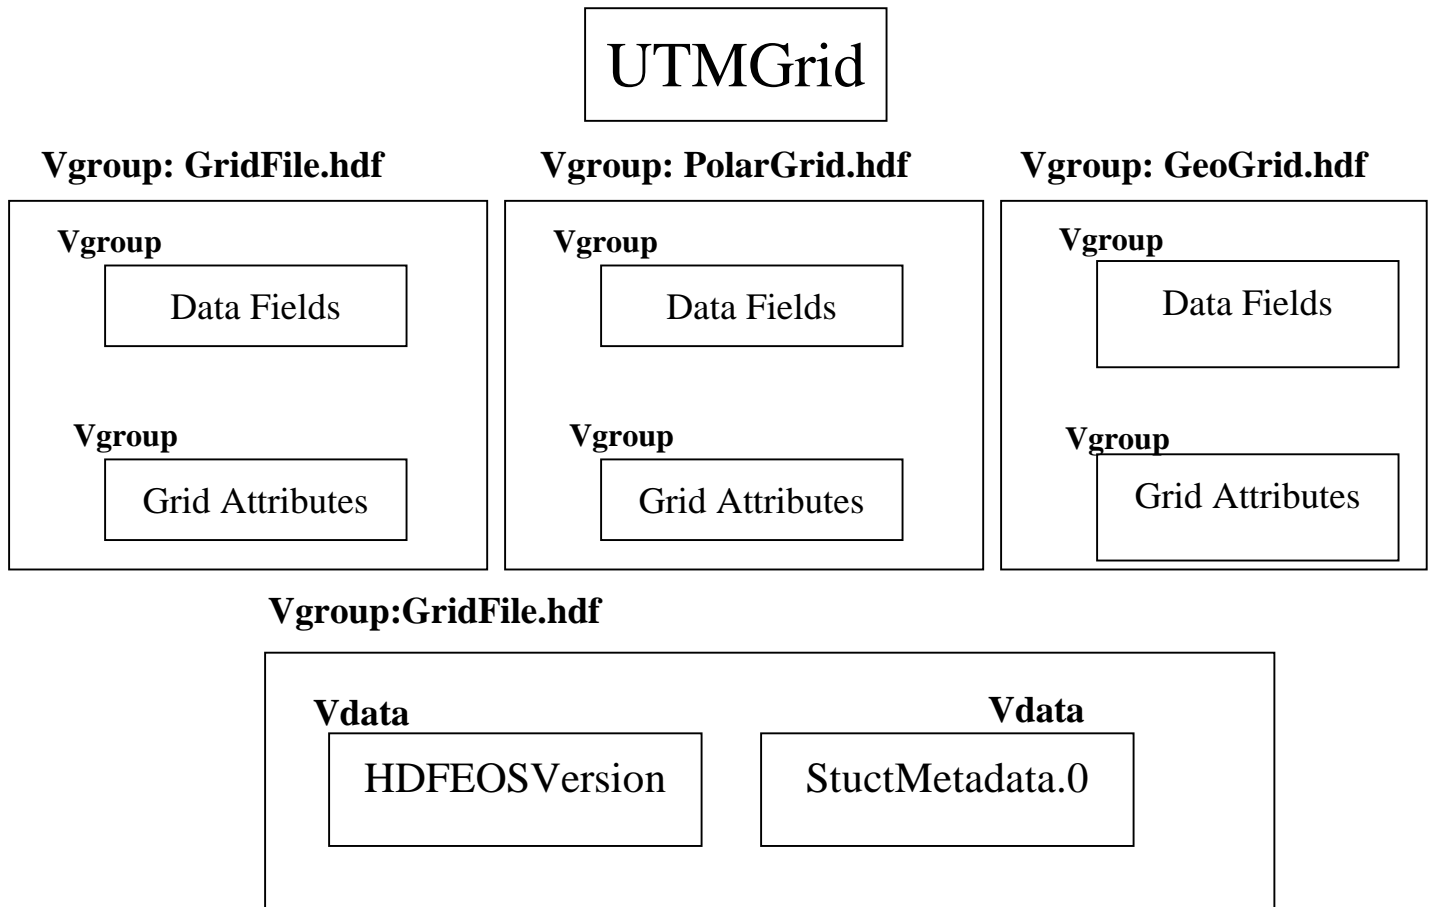 UTMGrid
Vgroup: GridFile.hdf
Vgroup: PolarGrid.hdf
Vgroup: GeoGrid.hdf
Vgroup
Data Fields
Vgroup
Grid Attributes
Vgroup
Data Fields
Vgroup
Grid Attributes
Vgroup
Data Fields
Vgroup
Grid Attributes
Vgroup:GridFile.hdf
Vdata
HDFEOSVersion
Vdata
StuctMetadata.0